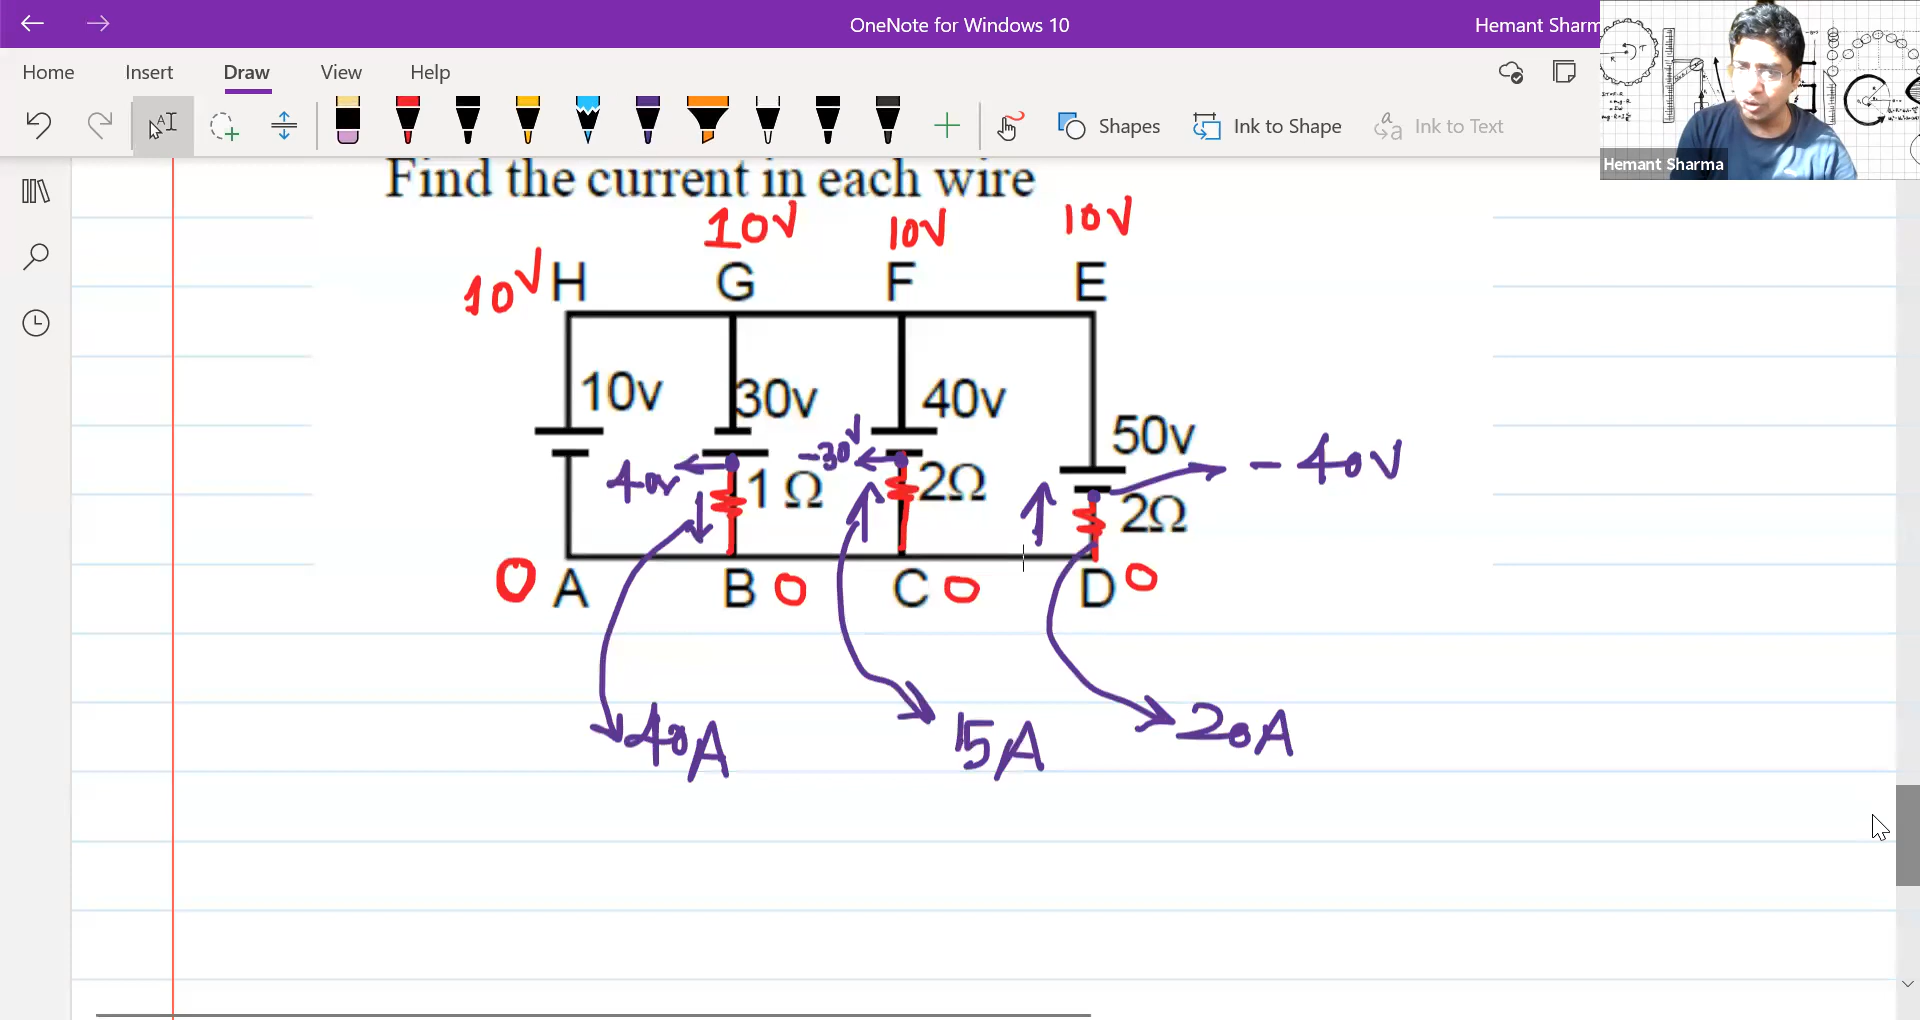 OneNote for Windows 10
Hemant Sharm
Home Insert Draw View Help
Shapes Ink to Shape Ink to Text
Hemant Sharma
Find the current in each wire
10V 10V 10V
10V H G F E
10v 30v 40v 50v
40v -30V -40V
1 Ω 2Ω 2Ω
0 A B 0 C 0 D 0
40A 15A 20A